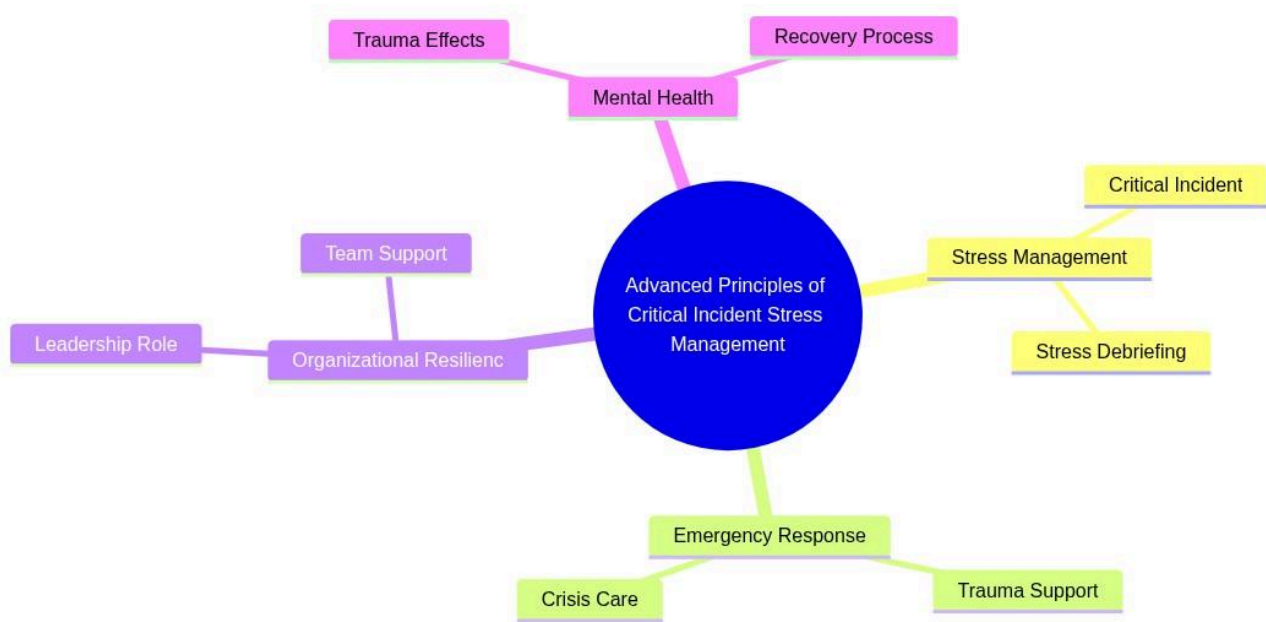 Trauma Effects
Recovery Process
Mental Health
Critical Incident
Team Support
Stress Management
Advanced Principles of
Critical Incident Stress
Management
Leadership Role
Organizational Resilienc
Stress Debriefing
Emergency Response
Crisis Care
Trauma Support